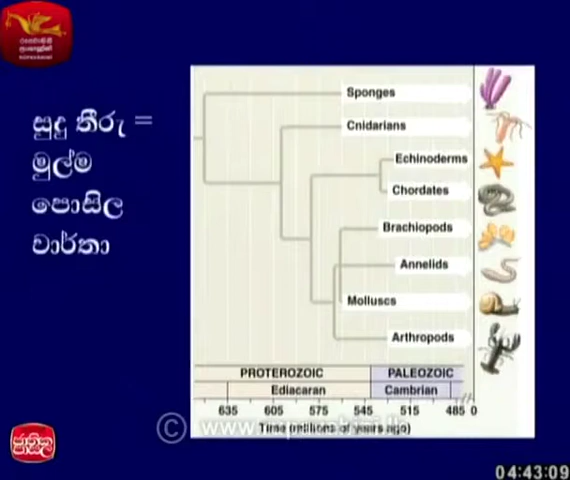 සුදු තීරු =
මුල්ම
පොසිල
වාර්තා
Sponges
Cnidarians
Echinoderms
Chordates
Brachiopods
Annelids
Molluscs
Arthropods
PROTEROZOIC PALEOZOIC
Ediacaran Cambrian
635 605 575 545 515 485 0
Time (millions of years ago)
ජාතික
පාසල
04:43:09